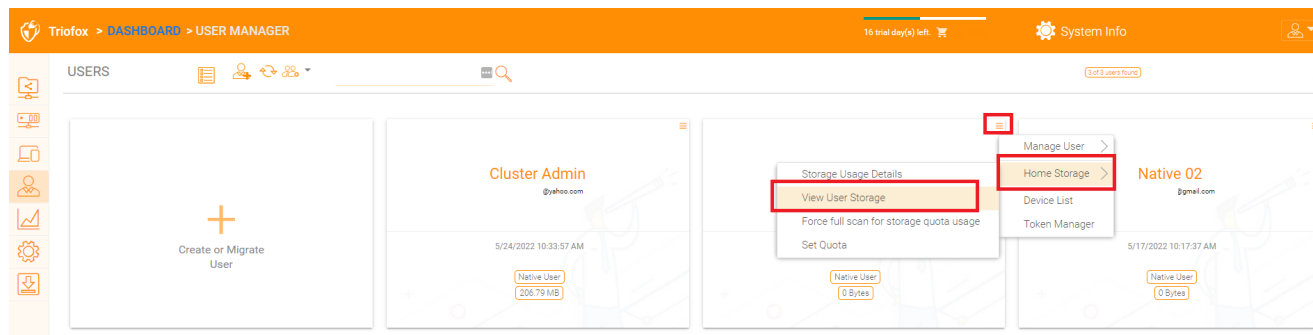 Triofox > DASHBOARD > USER MANAGER
16 trial day(s) left.
System Info
USERS
3 of 3 users found
Create or Migrate
User
Cluster Admin
@yahoo.com
5/24/2022 10:33:57 AM
Native User
206.79 MB
Storage Usage Details
View User Storage
Force full scan for storage quota usage
Set Quota
Native User
0 Bytes
Manage User
Home Storage
Device List
Token Manager
Native 02
@gmail.com
5/17/2022 10:17:37 AM
Native User
0 Bytes